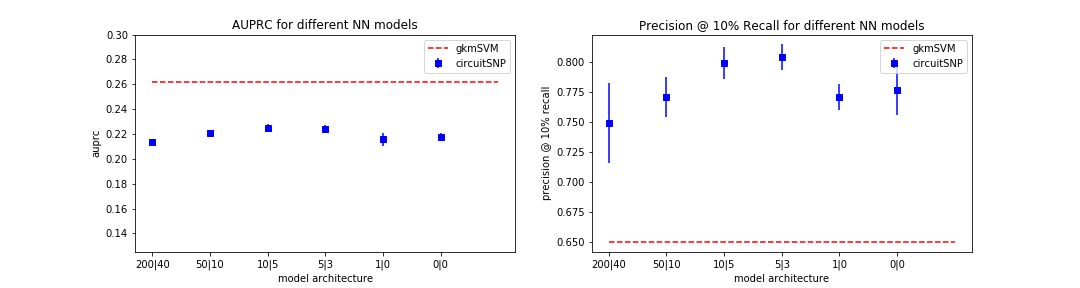 AUPRC for different NN models
gkmSVM
circuitSNP
0.30
0.28
0.26
0.24
0.22
0.20
0.18
0.16
0.14
auprc
200|40
50|10
10|5
5|3
1|0
0|0
model architecture
Precision @ 10% Recall for different NN models
gkmSVM
circuitSNP
0.800
0.775
0.750
0.725
0.700
0.675
0.650
precision @ 10% recall
200|40
50|10
10|5
5|3
1|0
0|0
model architecture